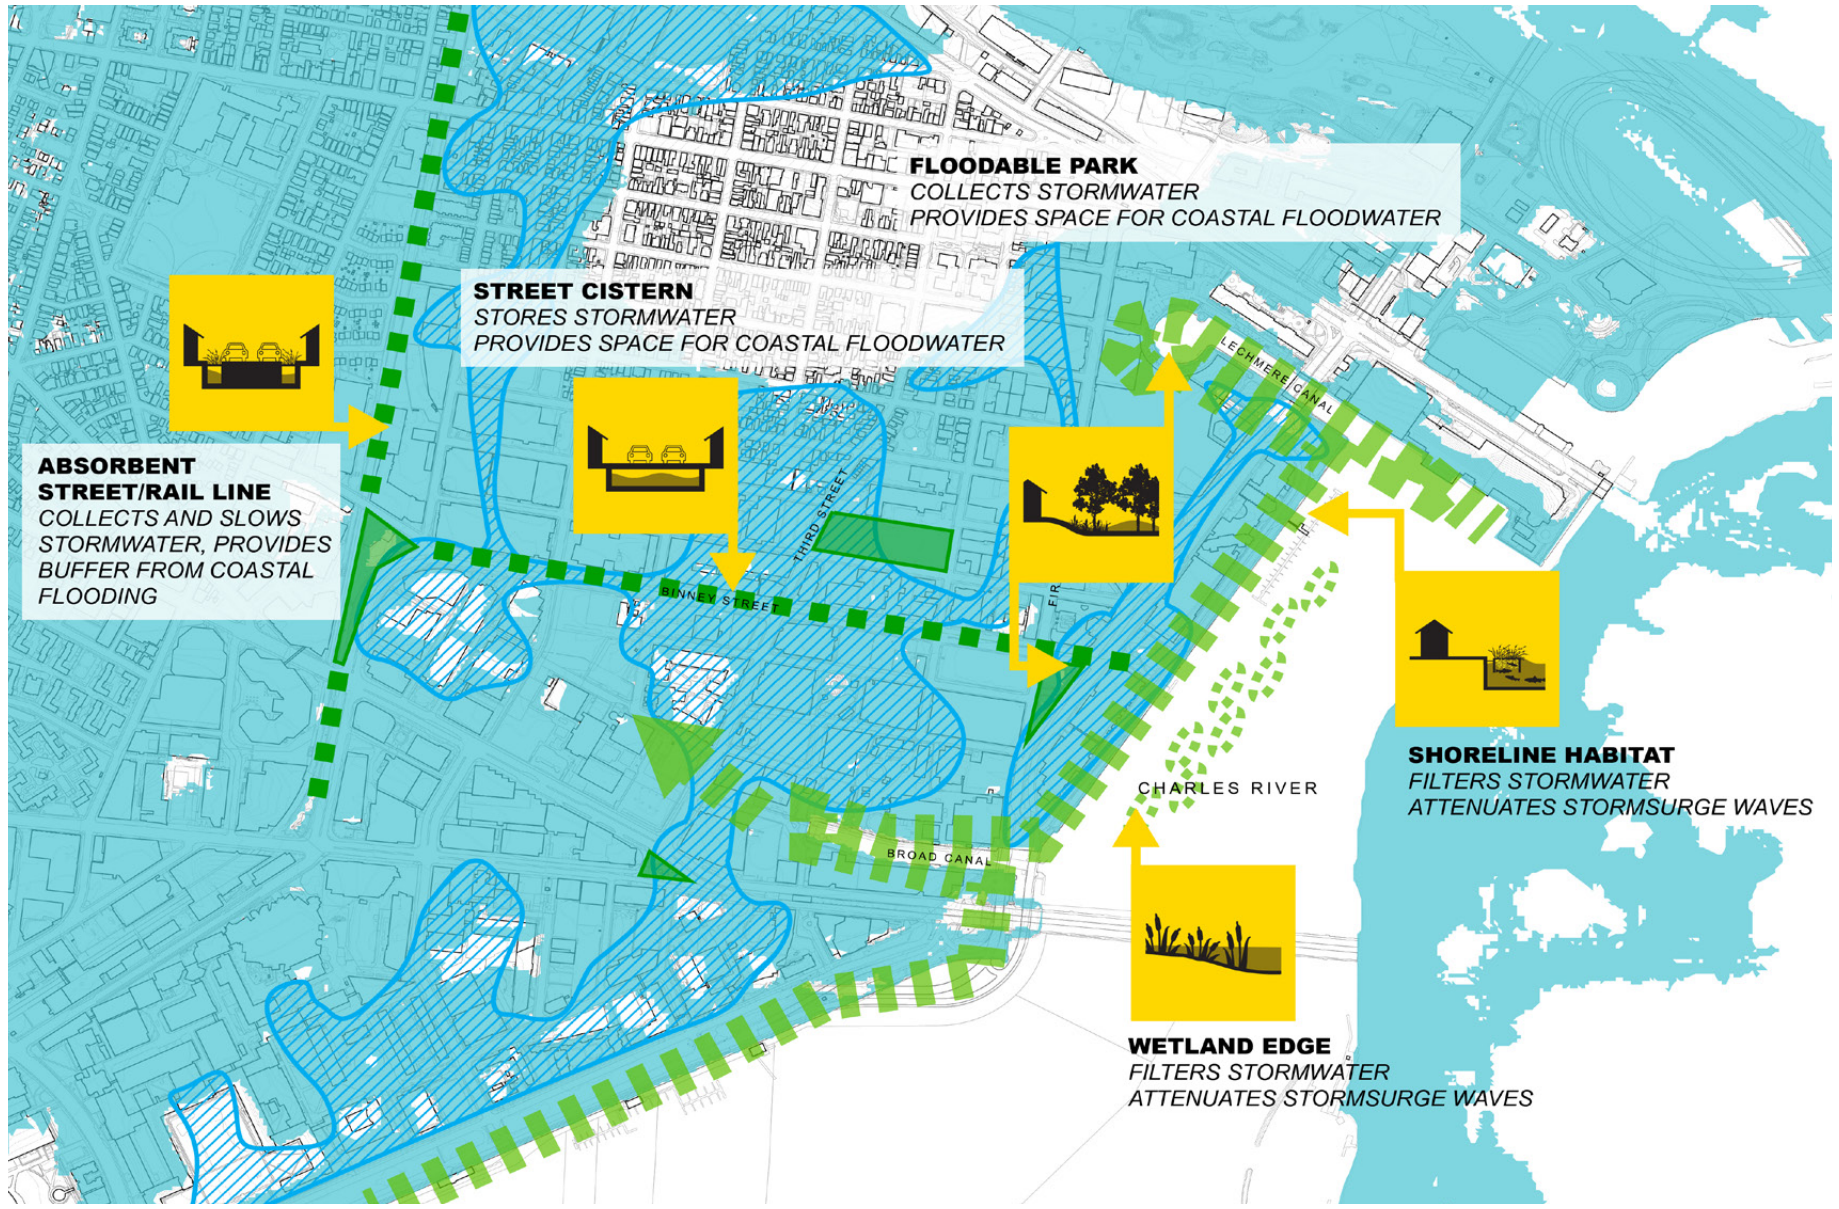 FLOODABLE PARK
COLLECTS STORMWATER
PROVIDES SPACE FOR COASTAL FLOODWATER
STREET CISTERN
STORES STORMWATER
PROVIDES SPACE FOR COASTAL FLOODWATER
LECHMERE CANAL
ABSORBENT
STREET/RAIL LINE
COLLECTS AND SLOWS
STORMWATER, PROVIDES
BUFFER FROM COASTAL
FLOODING
THIRD STREET
BINNEY STREET
FIR
SHORELINE HABITAT
FILTERS STORMWATER
ATTENUATES STORMSURGE WAVES
CHARLES RIVER
BROAD CANAL
WETLAND EDGE
FILTERS STORMWATER
ATTENUATES STORMSURGE WAVES